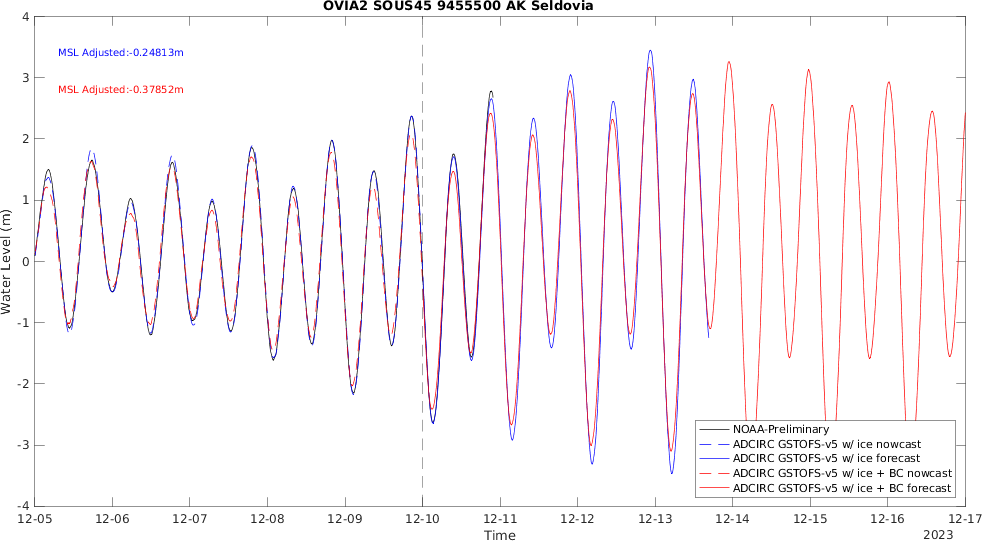 OVIA2 SOUS45 9455500 AK Seldovia
MSL Adjusted:-0.24813m
MSL Adjusted:-0.37852m
Water Level (m)
4
3
2
1
0
-1
-2
-3
-4
NOAA-Preliminary
ADCIRC GSTOFS-v5 w/ ice nowcast
ADCIRC GSTOFS-v5 w/ ice forecast
ADCIRC GSTOFS-v5 w/ ice + BC nowcast
ADCIRC GSTOFS-v5 w/ ice + BC forecast
12-05 12-06 12-07 12-08 12-09 12-10 12-11 12-12 12-13 12-14 12-15 12-16 12-17
Time
2023